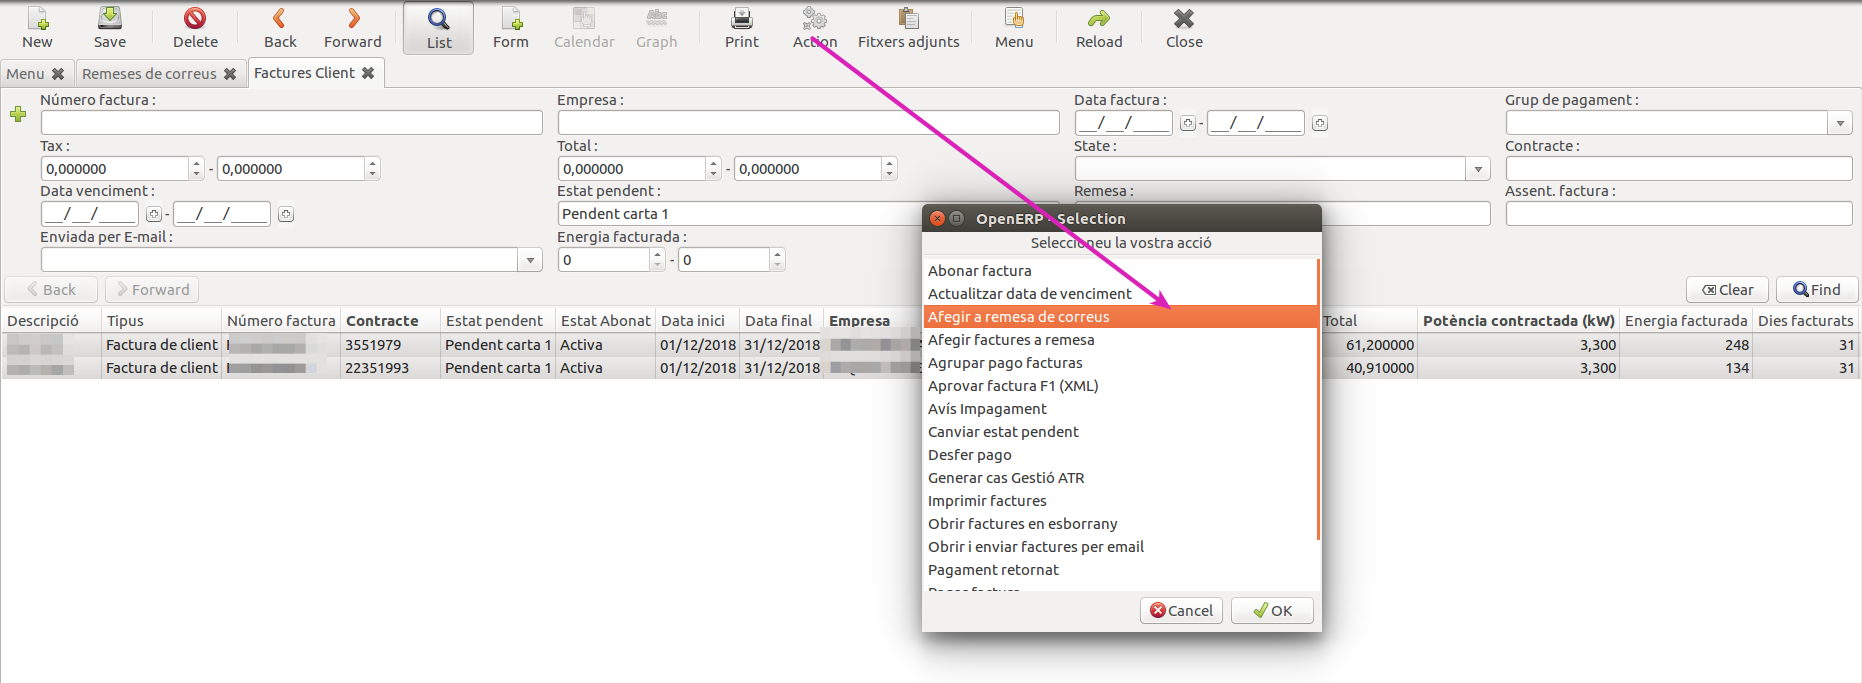 New Save Delete Back Forward List Form Calendar Graph Print Action Fitxers adjunts Menu Reload Close
Menu Remeses de correus Factures Client
Número factura : Empresa : Data factura : Grup de pagament :
__/__/____ - __/__/____
Tax : Total : State : Contracte :
0,000000 - 0,000000 0,000000 - 0,000000
Data venciment : Estat pendent : Remesa : Assent. factura :
__/__/____ - __/__/____ Pendent carta 1
Enviada per E-mail : Energia facturada :
0 - 0
Back Forward Clear Find
Descripció Tipus Número factura Contracte Estat pendent Estat Abonat Data inici Data final Empresa Total Potència contractada (kW) Energia facturada Dies facturats
Factura de client 3551979 Pendent carta 1 Activa 01/12/2018 31/12/2018 61,200000 3,300 248 31
Factura de client 22351993 Pendent carta 1 Activa 01/12/2018 31/12/2018 40,910000 3,300 134 31
OpenERP - Selection
Seleccioneu la vostra acció
Abonar factura
Actualitzar data de venciment
Afegir a remesa de correus
Afegir factures a remesa
Agrupar pago facturas
Aprovar factura F1 (XML)
Avís Impagament
Canviar estat pendent
Desfer pago
Generar cas Gestió ATR
Imprimir factures
Obrir factures en esborrany
Obrir i enviar factures per email
Pagament retornat
Cancel OK